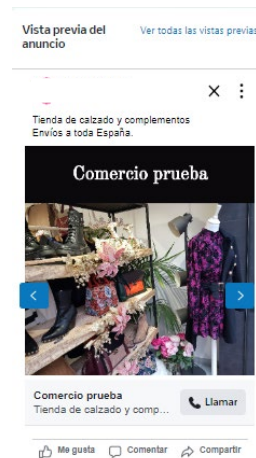 Vista previa del
anuncio
Ver todas las vistas previas
Tienda de calzado y complementos
Envíos a toda España.
Comercio prueba
Comercio prueba
Tienda de calzado y comp...
Llamar
Me gusta
Comentar
Compartir